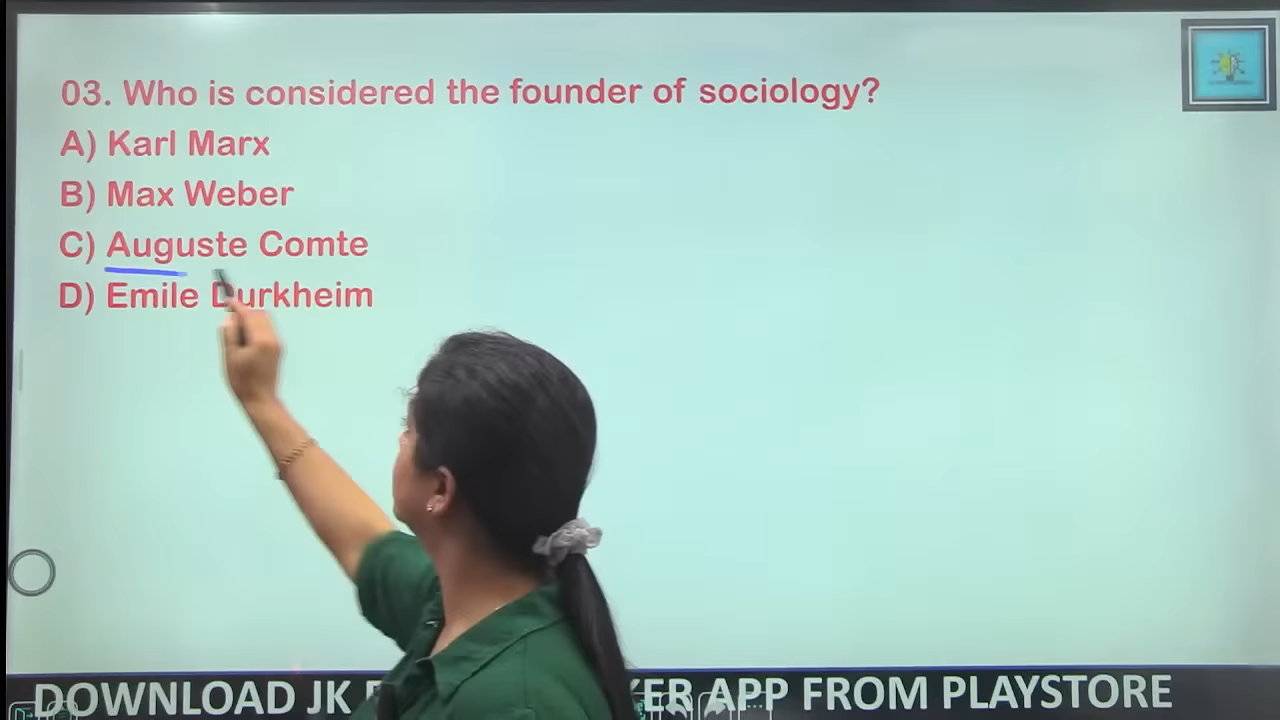 03. Who is considered the founder of sociology?
A) Karl Marx
B) Max Weber
C) Auguste Comte
D) Emile Durkheim
DOWNLOAD JK APP FROM PLAYSTORE